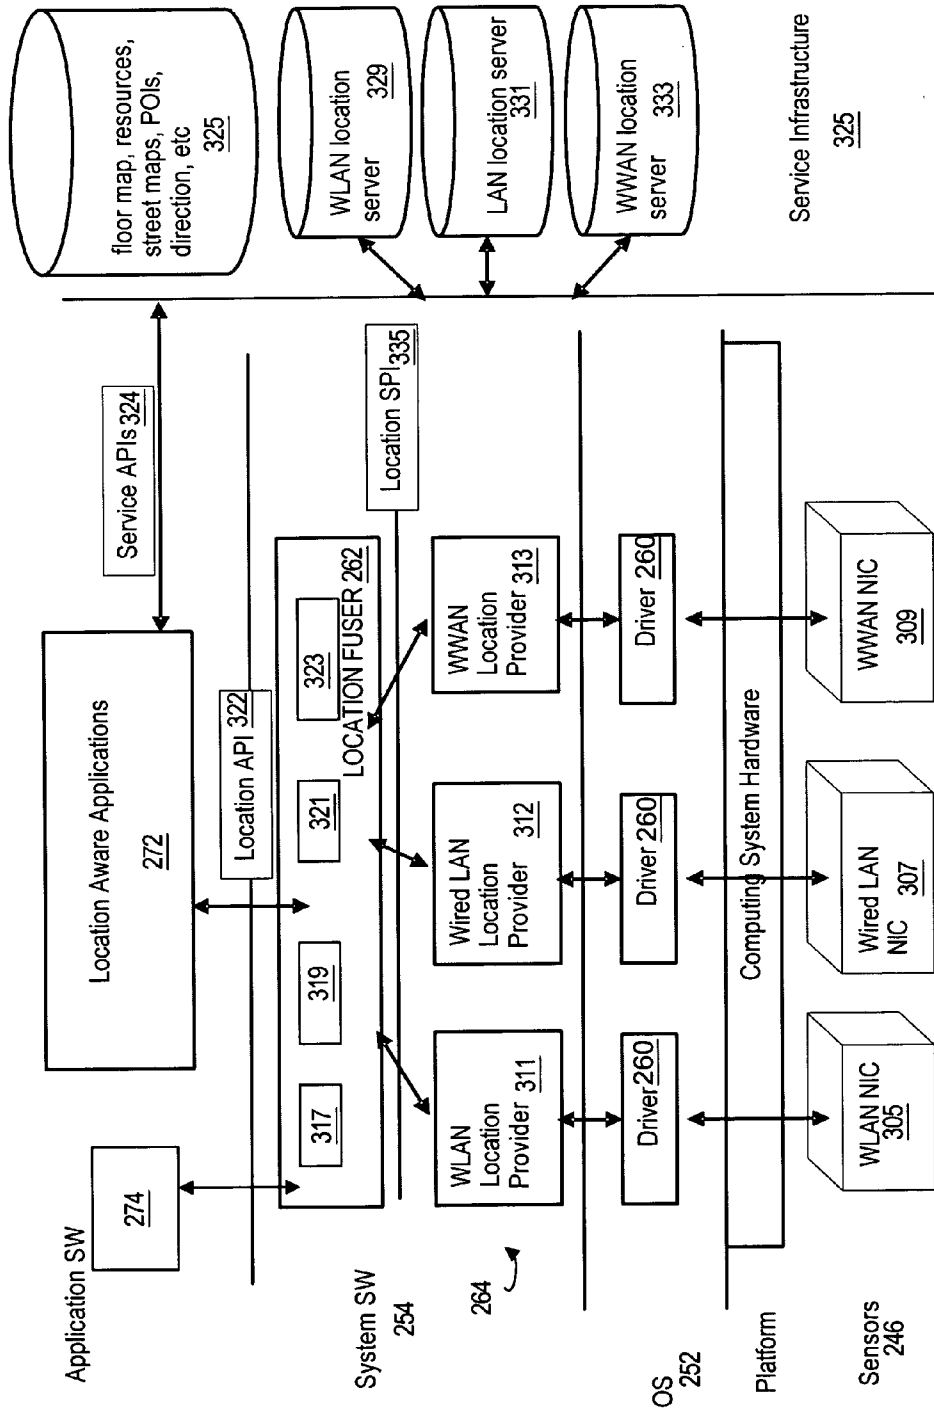 Application SW
274
Location Aware Applications
272
Service APIs 324
floor map, resources,
street maps, POIs,
direction, etc
325
Location API 322
System SW
254
317
319
321
323
LOCATION FUSER 262
Location SPI 335
WLAN location
server
329
LAN location server
331
WWAN location
server
333
264
WLAN
Location
Provider 311
Wired LAN
Location
Provider 312
WWAN
Location
Provider 313
OS
252
Driver 260
Driver 260
Driver 260
Platform
Computing System Hardware
Sensors
246
WLAN NIC
305
Wired LAN
NIC 307
WWAN NIC
309
Service Infrastructure
325